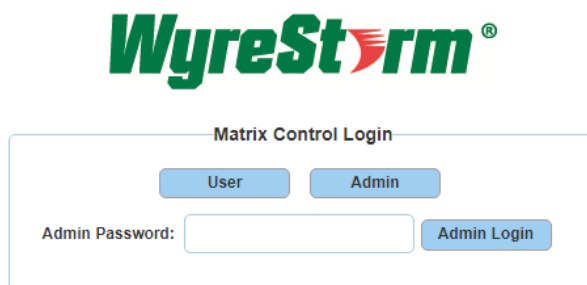 WyreStorm®
Matrix Control Login
User Admin
Admin Password: Admin Login